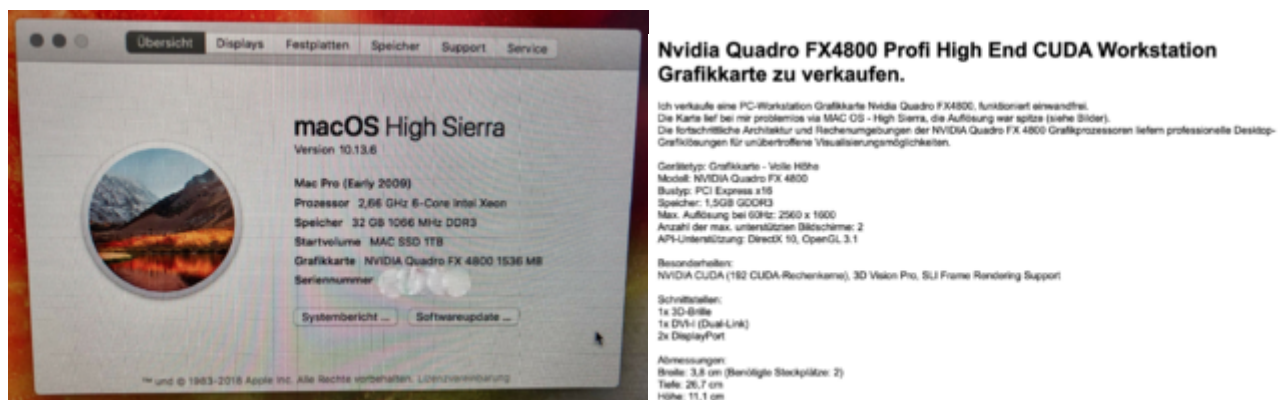 Übersicht Displays Festplatten Speicher Support Service
macOS High Sierra
Version 10.13.6
Mac Pro (Early 2009)
Prozessor 2,66 GHz 6-Core Intel Xeon
Speicher 32 GB 1066 MHz DDR3
Startvolume MAC SSD 1TB
Grafikkarte NVIDIA Quadro FX 4800 1536 MB
Seriennummer
Systembericht ... Softwareupdate ...
™ und © 1983-2018 Apple Inc. Alle Rechte vorbehalten. Lizenzvereinbarung
Nvidia Quadro FX4800 Profi High End CUDA Workstation
Grafikkarte zu verkaufen.
Ich verkaufe eine PC-Workstation Grafikkarte Nvidia Quadro FX4800, funktioniert einwandfrei.
Die Karte lief bei mir problemlos via MAC OS - High Sierra, die Auflösung war spitze (siehe Bilder).
Die fortschrittliche Architektur und Rechenumgebungen der NVIDIA Quadro FX 4800 Grafikprozessoren liefern professionelle Desktop-
Grafiklösungen für unübertroffene Visualisierungsmöglichkeiten.
Gerätetyp: Grafikkarte - Volle Höhe
Modell: NVIDIA Quadro FX 4800
Bustyp: PCI Express x16
Speicher: 1,5GB GDDR3
Max. Auflösung bei 60Hz: 2560 x 1600
Anzahl der max. unterstützten Bildschirme: 2
API-Unterstützung: DirectX 10, OpenGL 3.1
Besonderheiten:
NVIDIA CUDA (192 CUDA-Rechenkerne), 3D Vision Pro, SLI Frame Rendering Support
Schnittstellen:
1x 3D-Brille
1x DVI-I (Dual-Link)
2x DisplayPort
Abmessungen:
Breite: 3,8 cm (Benötigte Steckplätze: 2)
Tiefe: 26,7 cm
Höhe: 11,1 cm